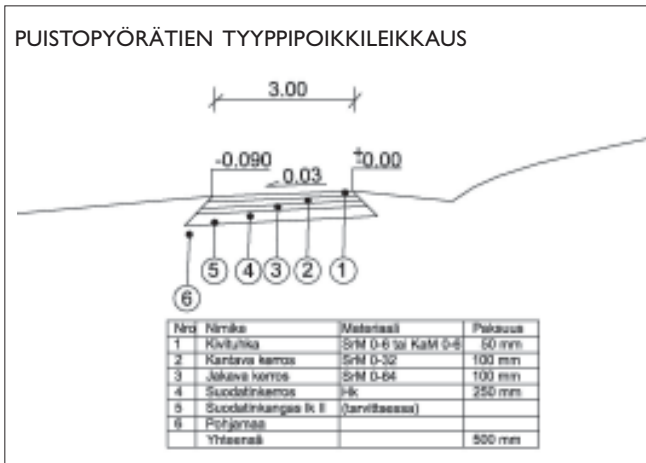 PUISTOPYÖRÄTIEN TYYPPIPOIKKILEIKKAUS
3.00
-0.090 ±0.00
0.03
5 4 3 2 1
6
Nro Nimike Materiaali Paksuus
1 Kivituhka SrM 0-6 tai KaM 0-6 50 mm
2 Kantava kerros SrM 0-32 100 mm
3 Jakava kerros SrM 0-64 100 mm
4 Suodatinkerros Hk 250 mm
5 Suodatinkangas lk II (tarvittaessa)
6 Pohjamaa
Yhteensä 500 mm